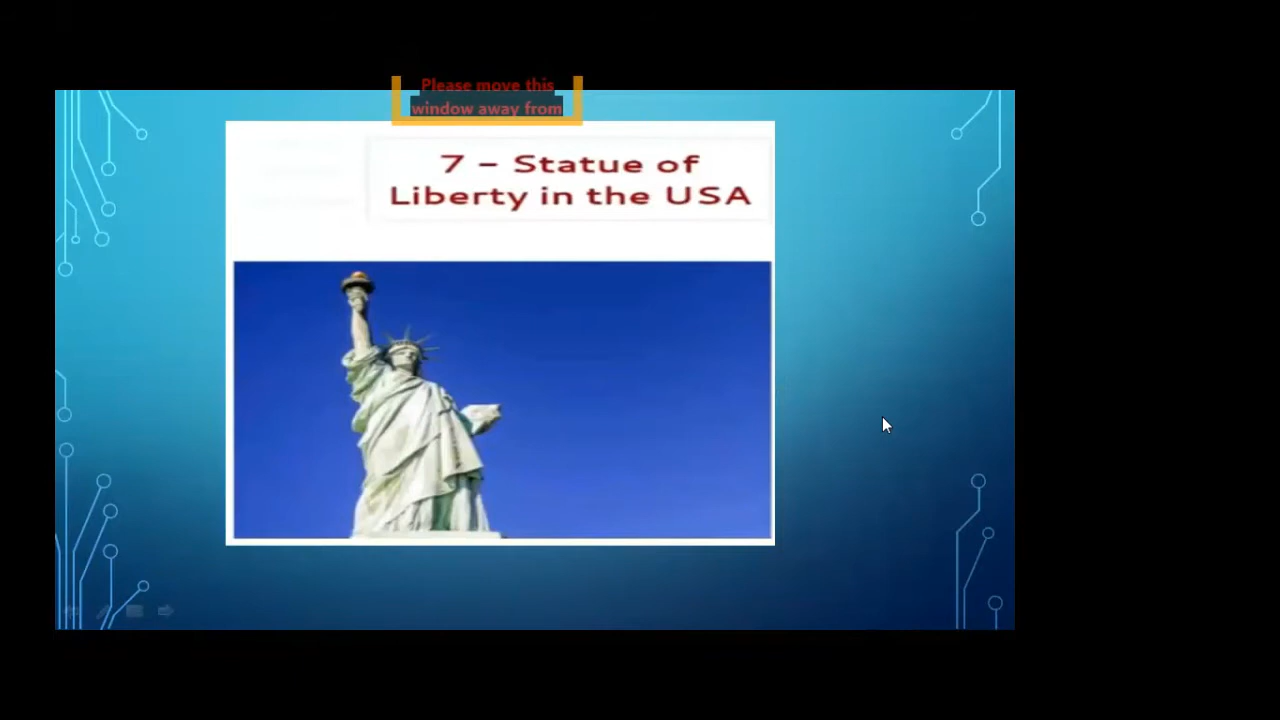 Please move this
window away from
7 – Statue of
Liberty in the USA